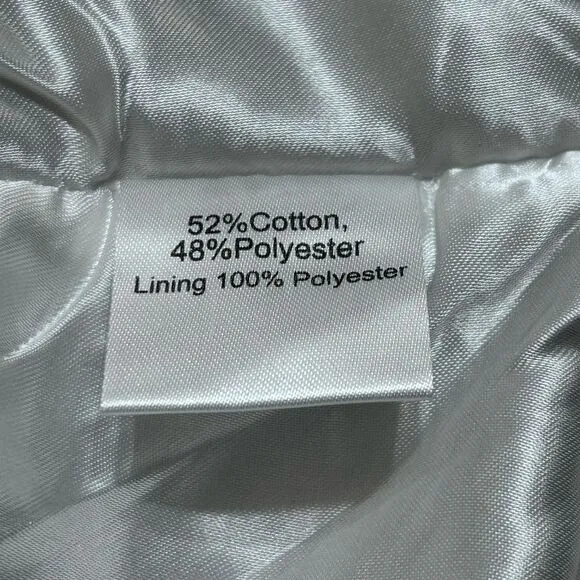 52%Cotton,
48%Polyester
Lining 100% Polyester